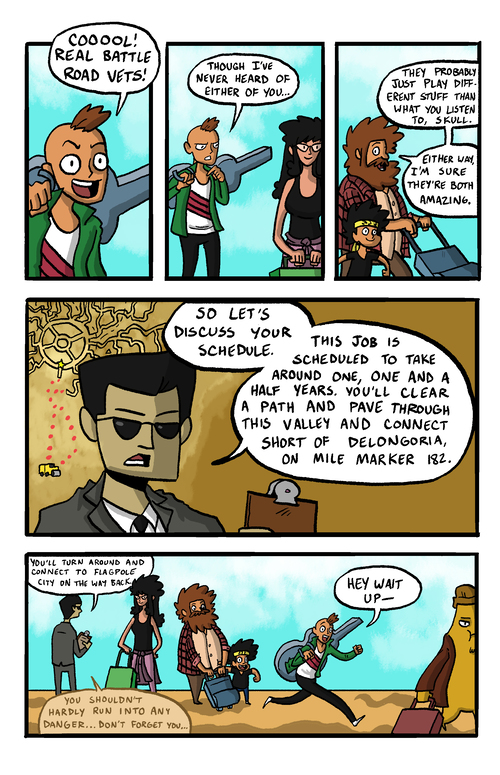 COOOOL!
REAL BATTLE
ROAD VETS!
THOUGH I'VE
NEVER HEARD OF
EITHER OF YOU...
THEY PROBABLY
JUST PLAY DIFF-
ERENT STUFF THAN
WHAT YOU LISTEN
TO, SKULL.
EITHER WAY,
I'M SURE
THEY'RE BOTH
AMAZING.
SO LET'S
DISCUSS YOUR
SCHEDULE.
THIS JOB IS
SCHEDULED TO TAKE
AROUND ONE, ONE AND A
HALF YEARS. YOU'LL CLEAR
A PATH AND PAVE THROUGH
THIS VALLEY AND CONNECT
SHORT OF DELONGORIA,
ON MILE MARKER 182.
YOU'LL TURN AROUND AND
CONNECT TO FLAGPOLE
CITY ON THE WAY BACK.
HEY WAIT
UP—
YOU SHOULDN'T
HARDLY RUN INTO ANY
DANGER... DON'T FORGET YOU...